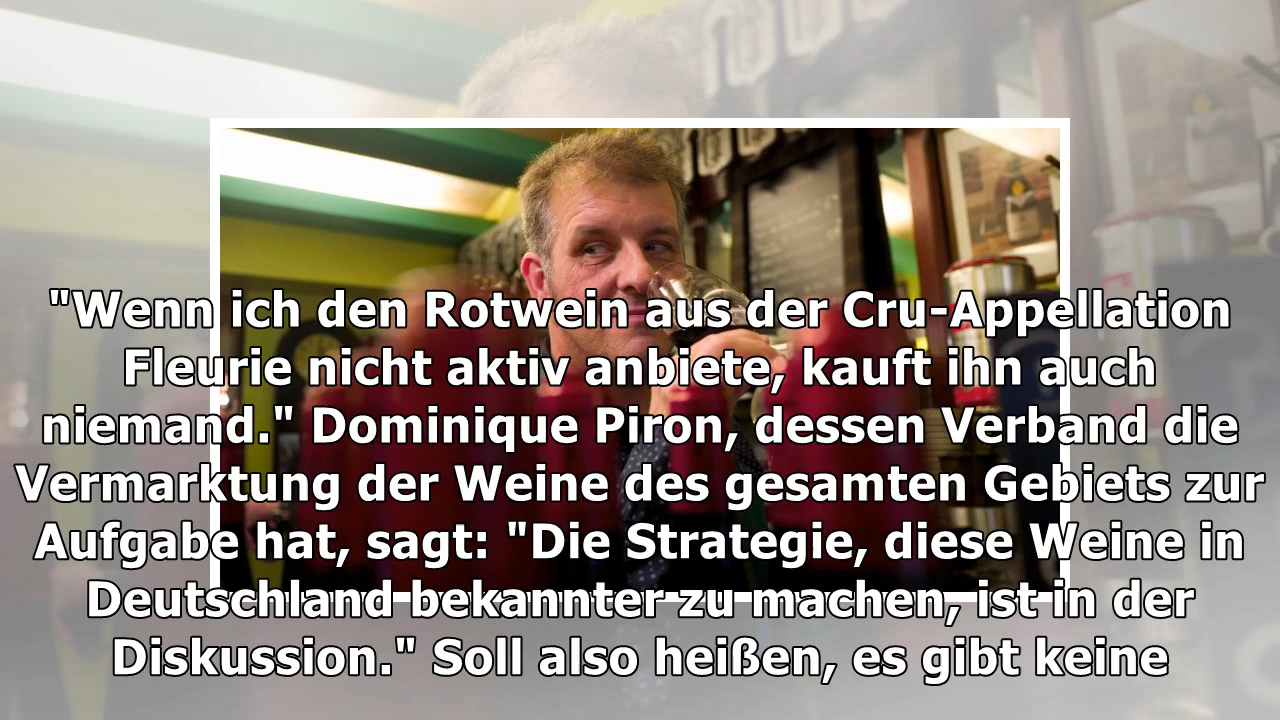 "Wenn ich den Rotwein aus der Cru-Appellation
Fleurie nicht aktiv anbiete, kauft ihn auch
niemand." Dominique Piron, dessen Verband die
Vermarktung der Weine des gesamten Gebiets zur
Aufgabe hat, sagt: "Die Strategie, diese Weine in
Deutschland bekannter zu machen, ist in der
Diskussion." Soll also heißen, es gibt keine